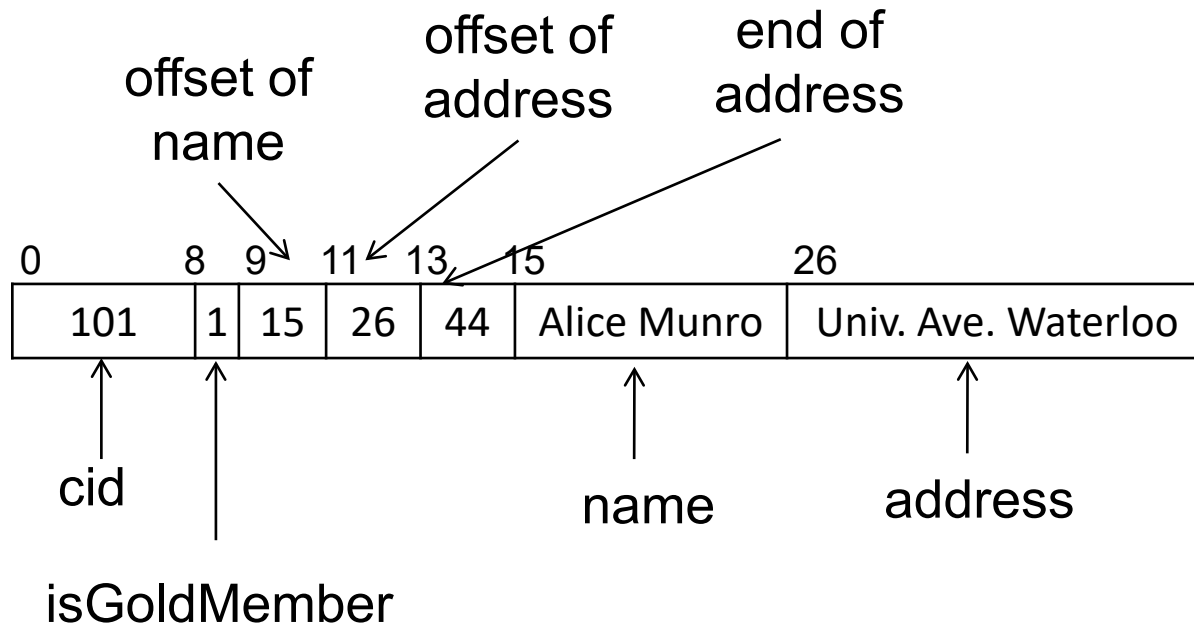 offset of
name
offset of
address
end of
address
0 8 9 11 13 15 26
101 1 15 26 44 Alice Munro Univ. Ave. Waterloo
cid
name
address
isGoldMember